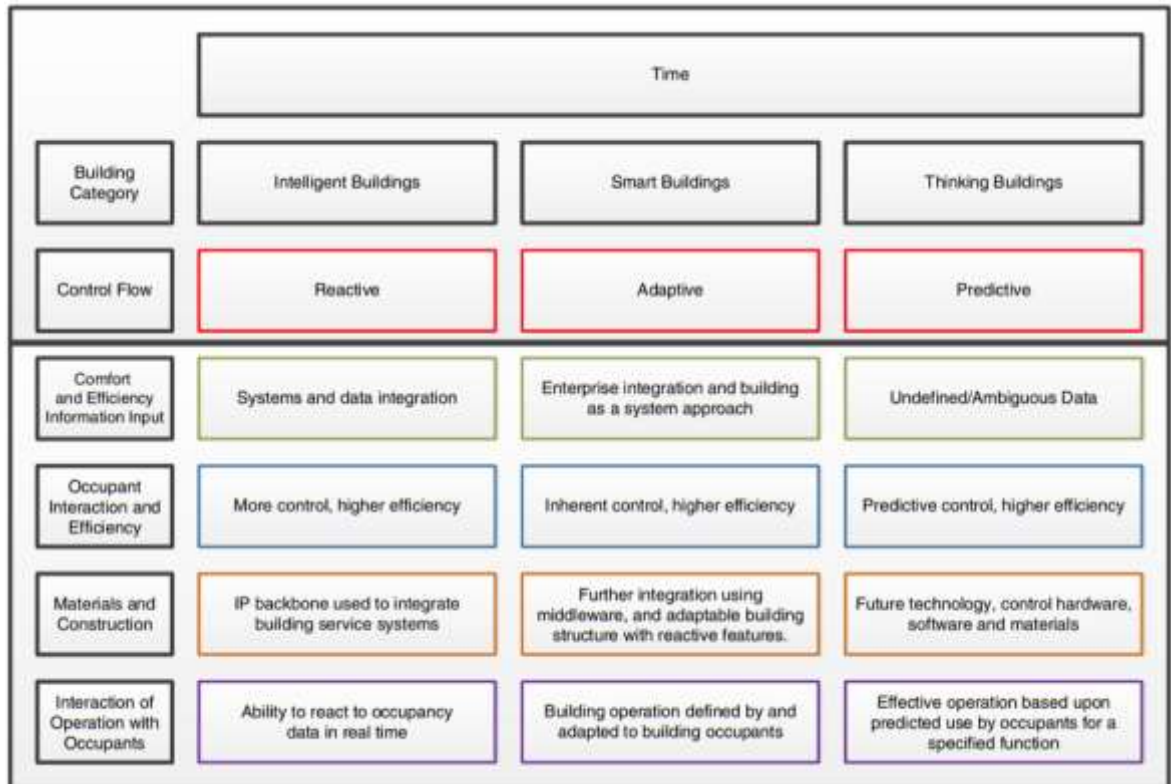 Time
Building
Category
Intelligent Buildings
Smart Buildings
Thinking Buildings
Control Flow
Reactive
Adaptive
Predictive
Comfort
and Efficiency
Information Input
Systems and data integration
Enterprise integration and building
as a system approach
Undefined/Ambiguous Data
Occupant
Interaction and
Efficiency
More control, higher efficiency
Inherent control, higher efficiency
Predictive control, higher efficiency
Materials and
Construction
IP backbone used to integrate
building service systems
Further integration using
middleware, and adaptable building
structure with reactive features.
Future technology, control hardware,
software and materials
Interaction of
Operation with
Occupants
Ability to react to occupancy
data in real time
Building operation defined by and
adapted to building occupants
Effective operation based upon
predicted use by occupants for a
specified function